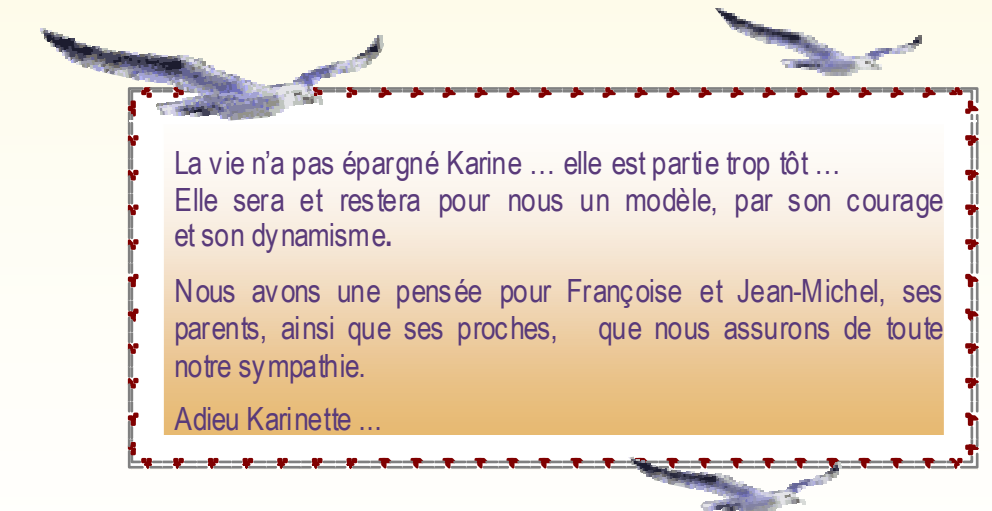 La vie n'a pas épargné Karine … elle est partie trop tôt …
Elle sera et restera pour nous un modèle, par son courage
et son dynamisme.
Nous avons une pensée pour Françoise et Jean-Michel, ses
parents, ainsi que ses proches, que nous assurons de toute
notre sympathie.
Adieu Karinette ...